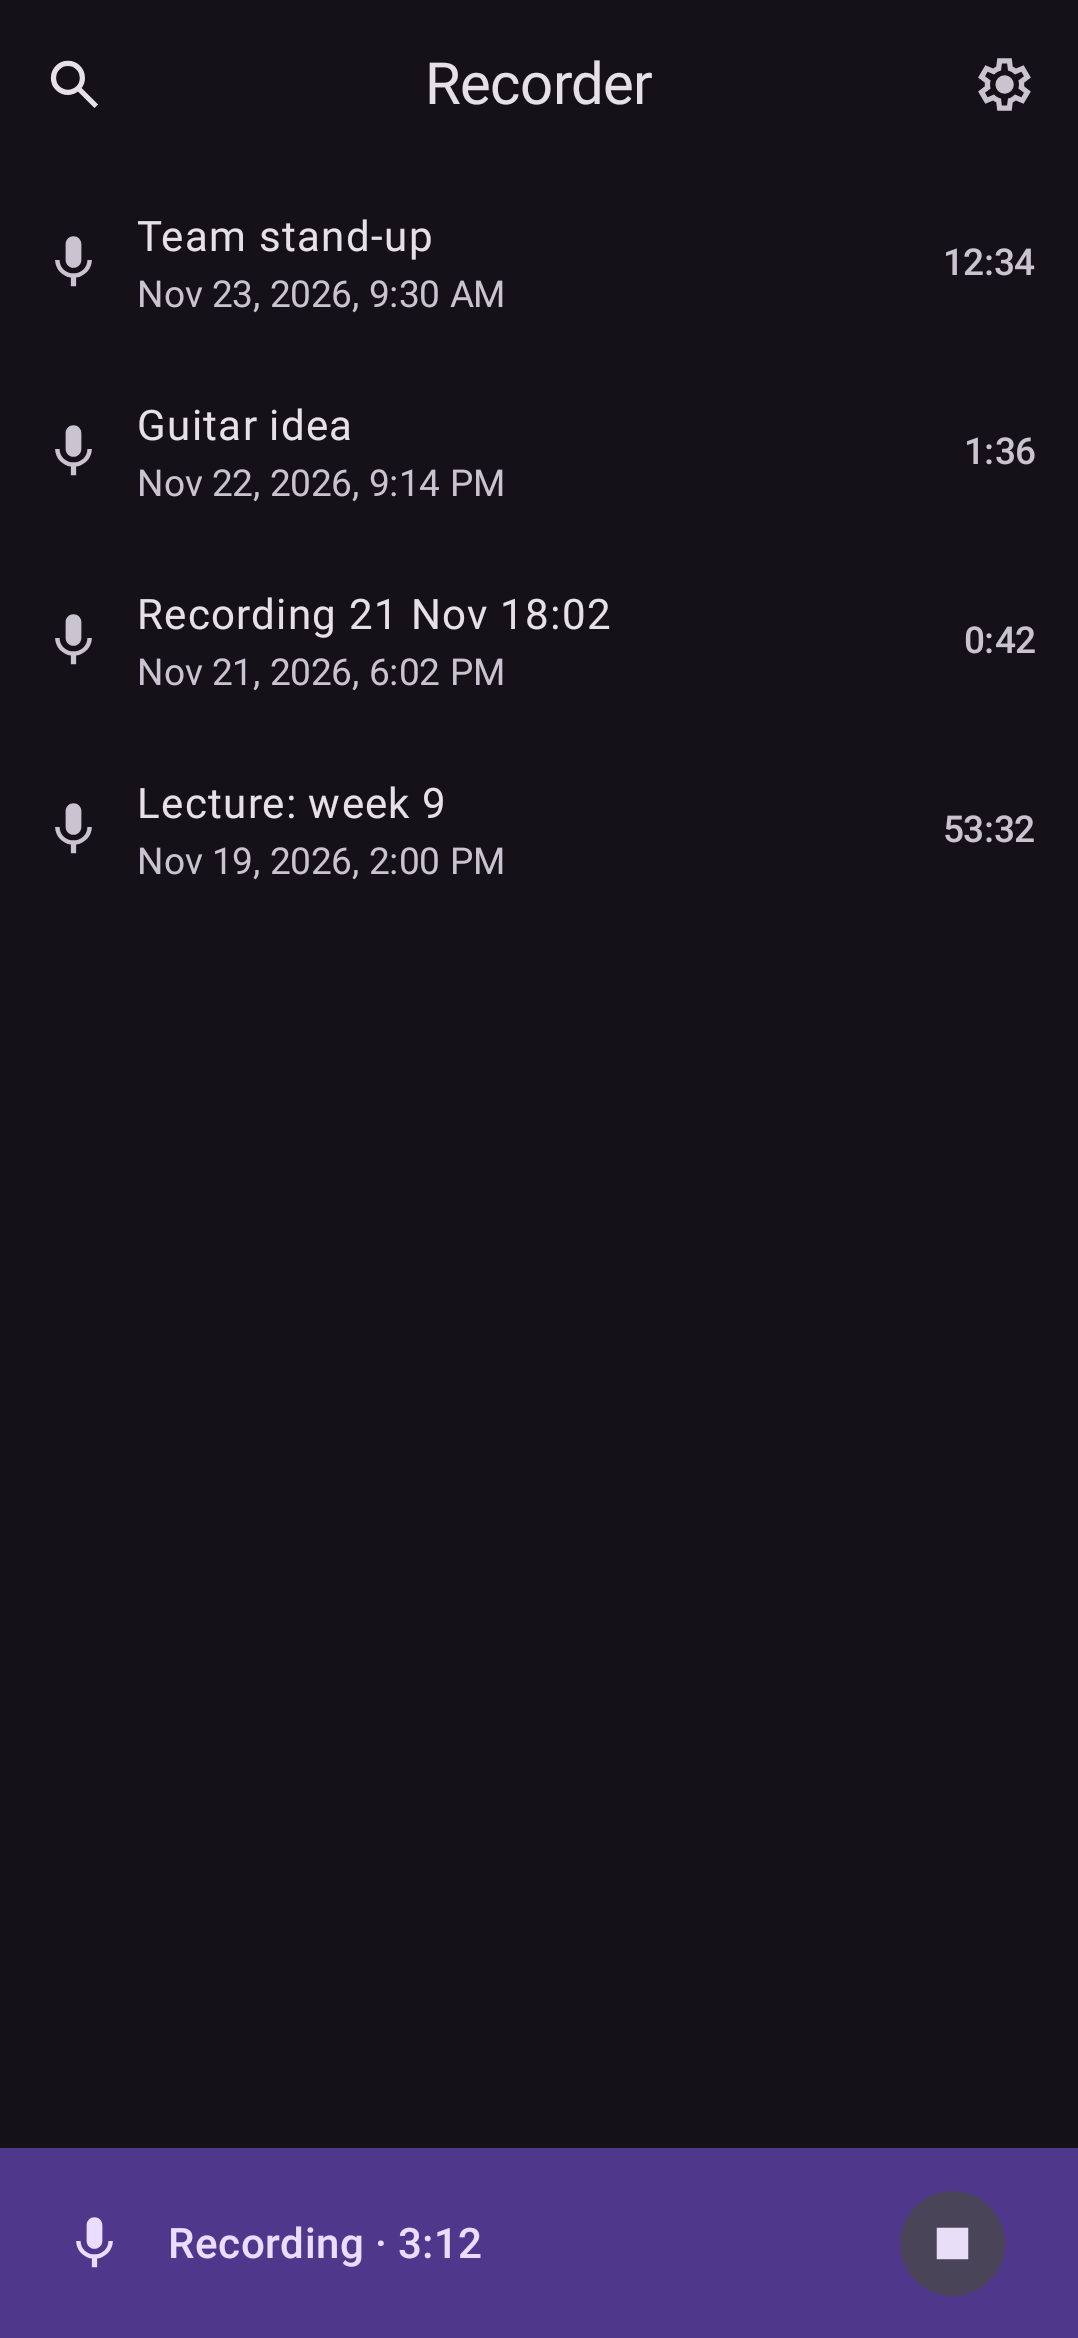 Recorder
Team stand-up
Nov 23, 2026, 9:30 AM
12:34
Guitar idea
Nov 22, 2026, 9:14 PM
1:36
Recording 21 Nov 18:02
Nov 21, 2026, 6:02 PM
0:42
Lecture: week 9
Nov 19, 2026, 2:00 PM
53:32
Recording · 3:12